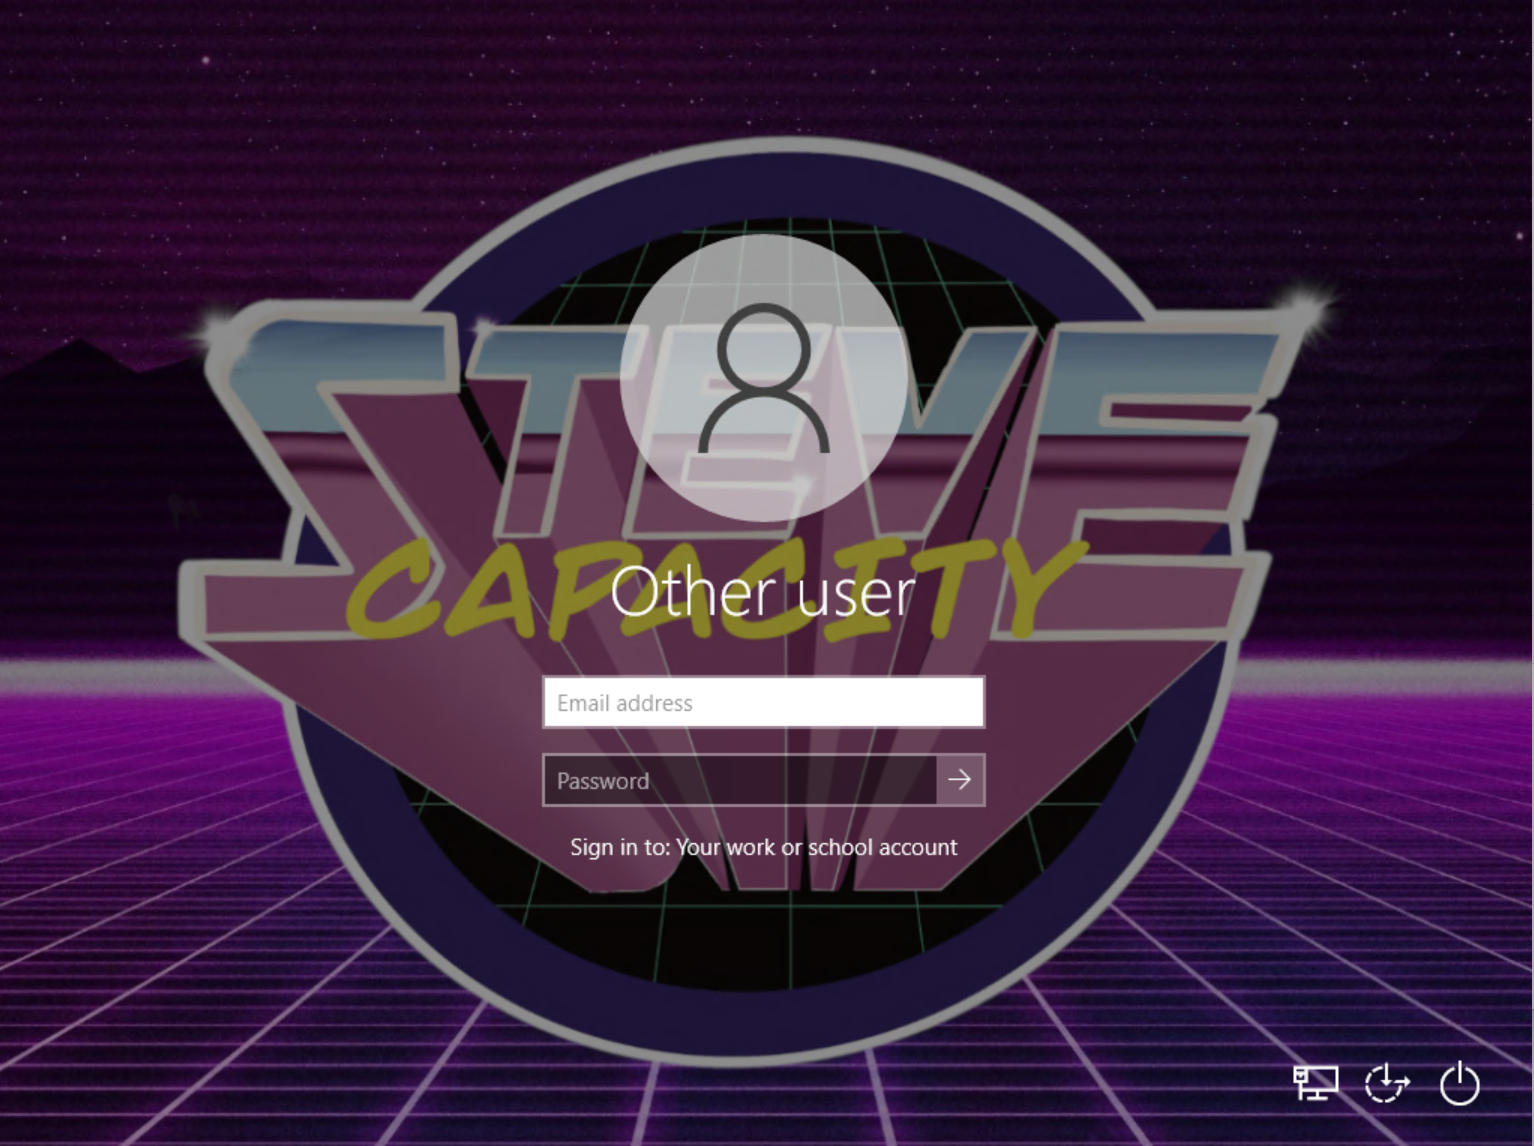 STEVE
CAPACITY
Other user
Email address
Password
Sign in to: Your work or school account